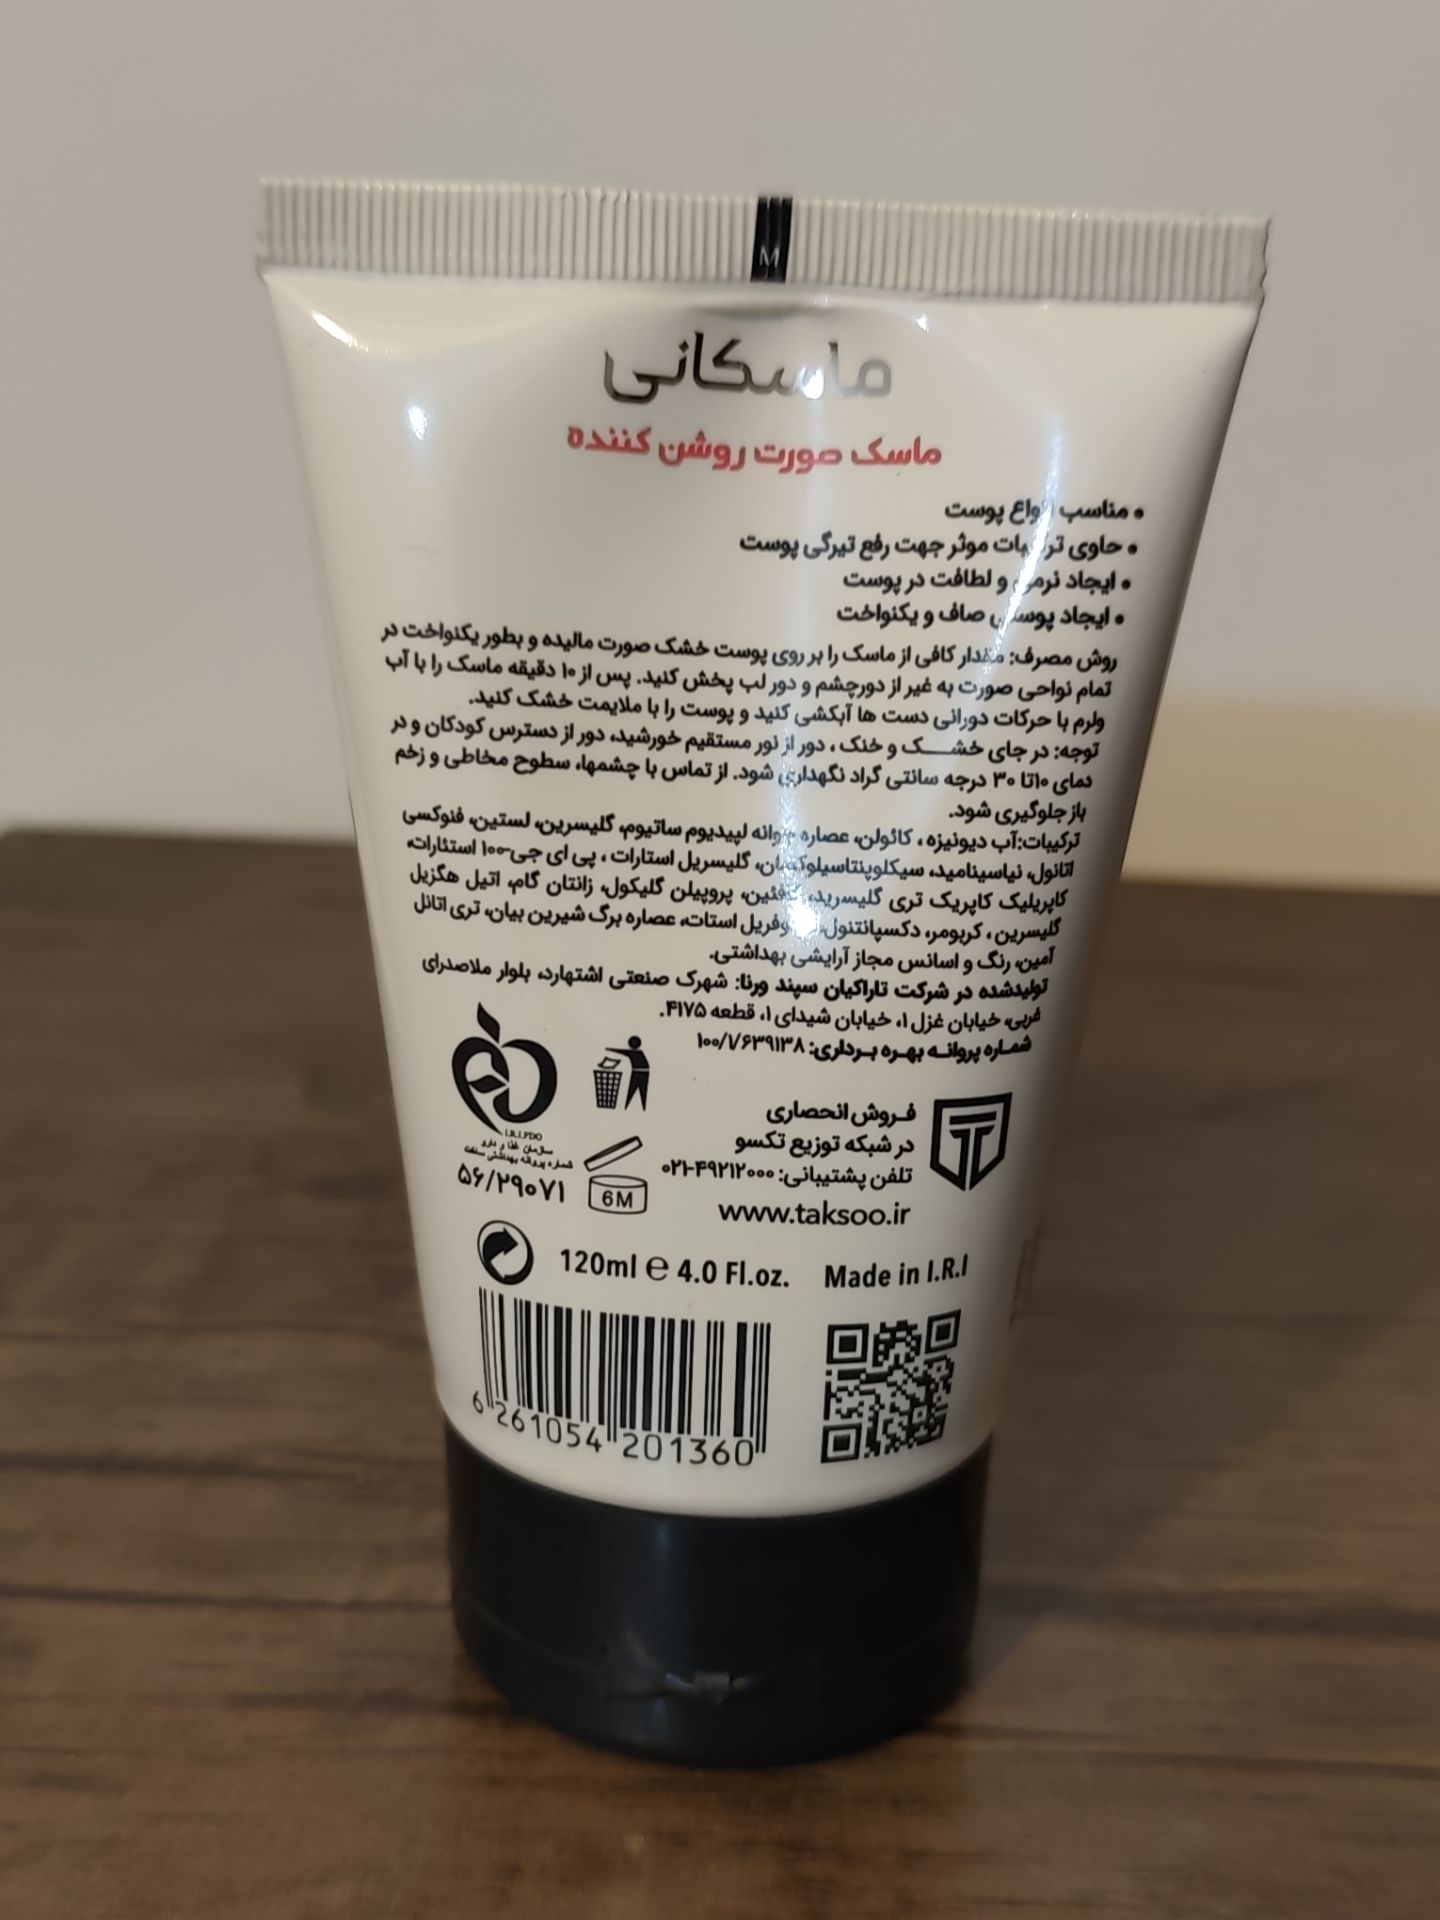 M
ماسکانی
ماسک صورت روشن کننده
• مناسب انواع پوست
• حاوی ترکیبات موثر جهت رفع تیرگی پوست
• ایجاد نرمی و لطافت در پوست
• ایجاد پوستی صاف و یکنواخت
روش مصرف: مقدار کافی از ماسک را بر روی پوست خشک صورت مالیده و بطور یکنواخت در
تمام نواحی صورت به غیر از دورچشم و دور لب پخش کنید. پس از ۱۰ دقیقه ماسک را با آب
ولرم با حرکات دورانی دست ها آبکشی کنید و پوست را با ملایمت خشک کنید.
توجه: در جای خشک و خنک ، دور از نور مستقیم خورشید، دور از دسترس کودکان و در
دمای ۱۰تا ۳۰ درجه سانتی گراد نگهداری شود. از تماس با چشمها، سطوح مخاطی و زخم
باز جلوگیری شود.
ترکیبات:آب دیونیزه ، کائولن، عصاره جوانه لپیدیوم ساتیوم، گلیسرین، لستین، فنوکسی
اتانول، نیاسینامید، سیکلوپنتاسیلوکسان، گلیسریل استارات ، پی ای جی-۱۰۰ استئارات،
کاپریلیک کاپریک تری گلیسرید، کافئین، پروپیلن گلیکول، زانتان گام، اتیل هگزیل
گلیسرین ، کربومر، دکسپانتنول، توکوفریل استات، عصاره برگ شیرین بیان، تری اتانل
آمین، رنگ و اسانس مجاز آرایشی بهداشتی.
تولیدشده در شرکت تاراکیان سپند ورنا: شهرک صنعتی اشتهارد، بلوار ملاصدرای
غربی، خیابان غزل ۱، خیابان شیدای ۱، قطعه ۴۱۷۵.
شماره پروانه بهره برداری: ۱۰۰/۱/۶۳۹۱۳۸
فروش انحصاری
در شبکه توزیع تکسو
تلفن پشتیبانی: ۰۲۱-۴۹۲۱۲۰۰۰
www.taksoo.ir
I.R.I.FDO
سازمان غذا و دارو
شماره پروانه بهداشتی ساخت
۵۶/۲۹۰۷۱
6M
120ml e 4.0 Fl.oz. Made in I.R.I
6 261054 201360